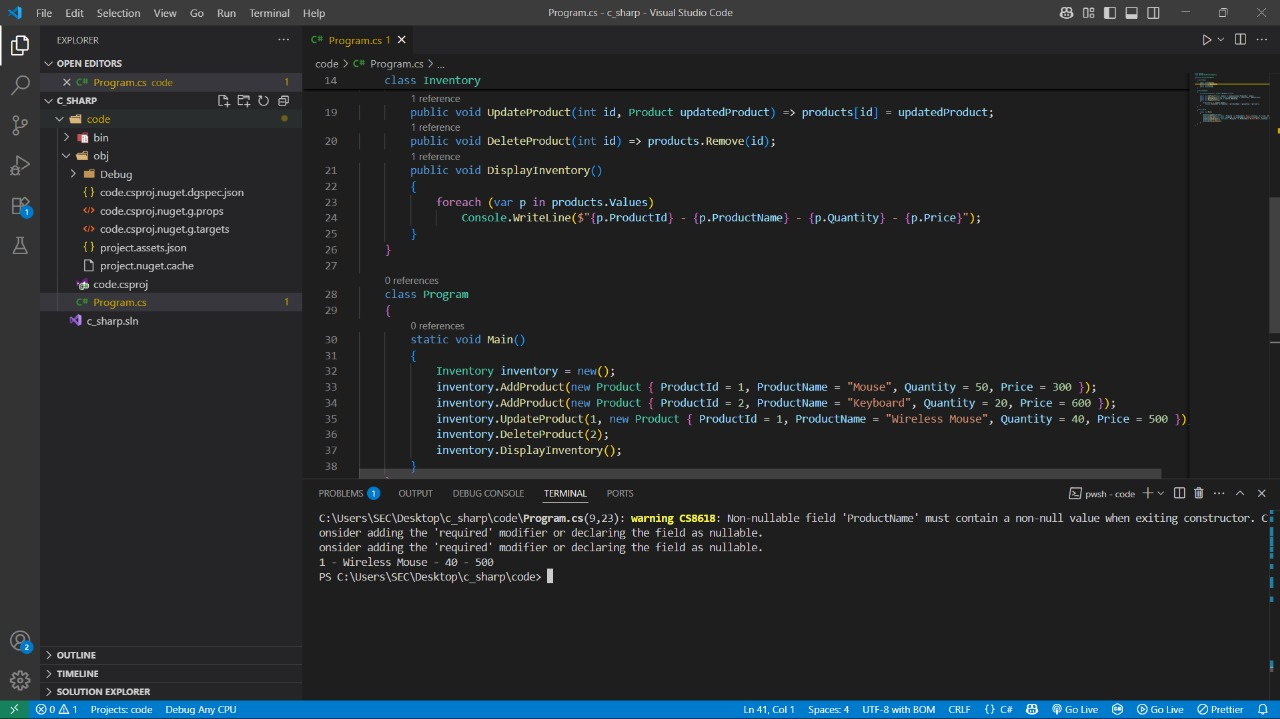 File Edit Selection View Go Run Terminal Help
Program.cs - c_sharp - Visual Studio Code
EXPLORER
OPEN EDITORS
C# Program.cs code 1
C_SHARP
code
bin
obj
Debug
{ } code.csproj.nuget.dgspec.json
code.csproj.nuget.g.props
code.csproj.nuget.g.targets
{ } project.assets.json
project.nuget.cache
code.csproj
C# Program.cs 1
c_sharp.sln
OUTLINE
TIMELINE
SOLUTION EXPLORER
1
2
C# Program.cs 1
code > C# Program.cs > ...
14 class Inventory
1 reference
19 public void UpdateProduct(int id, Product updatedProduct) => products[id] = updatedProduct;
1 reference
20 public void DeleteProduct(int id) => products.Remove(id);
1 reference
21 public void DisplayInventory()
22 {
23 foreach (var p in products.Values)
24 Console.WriteLine($"{p.ProductId} - {p.ProductName} - {p.Quantity} - {p.Price}");
25 }
26 }
27
0 references
28 class Program
29 {
0 references
30 static void Main()
31 {
32 Inventory inventory = new();
33 inventory.AddProduct(new Product { ProductId = 1, ProductName = "Mouse", Quantity = 50, Price = 300 });
34 inventory.AddProduct(new Product { ProductId = 2, ProductName = "Keyboard", Quantity = 20, Price = 600 });
35 inventory.UpdateProduct(1, new Product { ProductId = 1, ProductName = "Wireless Mouse", Quantity = 40, Price = 500 })
36 inventory.DeleteProduct(2);
37 inventory.DisplayInventory();
38 }
PROBLEMS 1 OUTPUT DEBUG CONSOLE TERMINAL PORTS
pwsh - code
C:\Users\SEC\Desktop\c_sharp\code\Program.cs(9,23): warning CS8618: Non-nullable field 'ProductName' must contain a non-null value when exiting constructor. C
onsider adding the 'required' modifier or declaring the field as nullable.
onsider adding the 'required' modifier or declaring the field as nullable.
1 - Wireless Mouse - 40 - 500
PS C:\Users\SEC\Desktop\c_sharp\code>
0 1 Projects: code Debug Any CPU
Ln 41, Col 1 Spaces: 4 UTF-8 with BOM CRLF { } C# Go Live Go Live Prettier